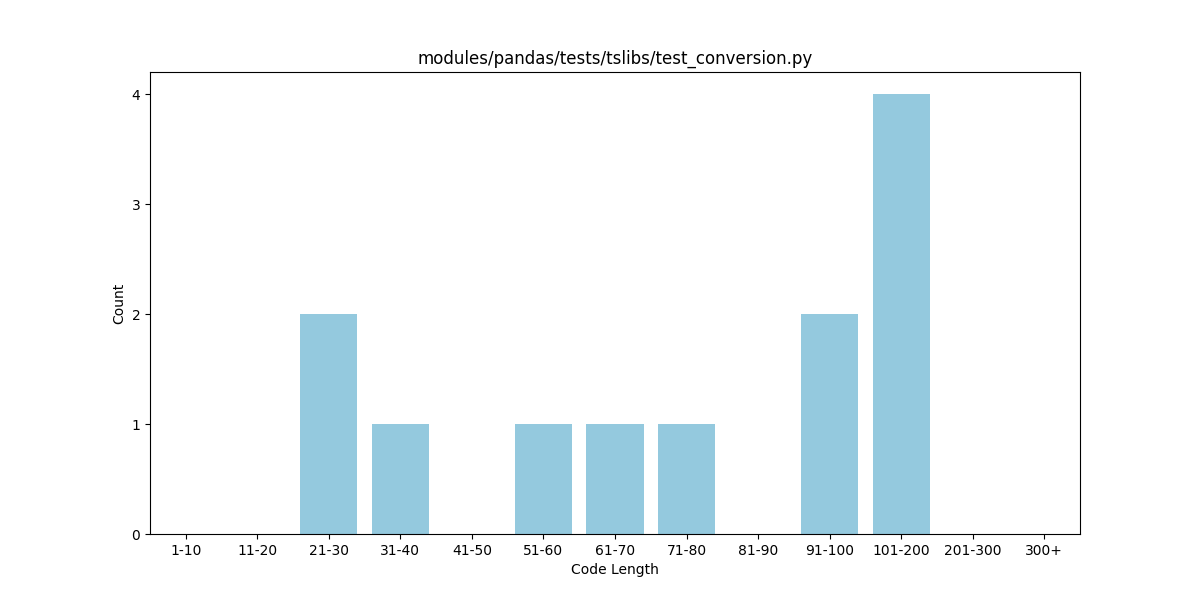 modules/pandas/tests/tslibs/test_conversion.py
4
3
2
1
0
Count
1-10 11-20 21-30 31-40 41-50 51-60 61-70 71-80 81-90 91-100 101-200 201-300 300+
Code Length